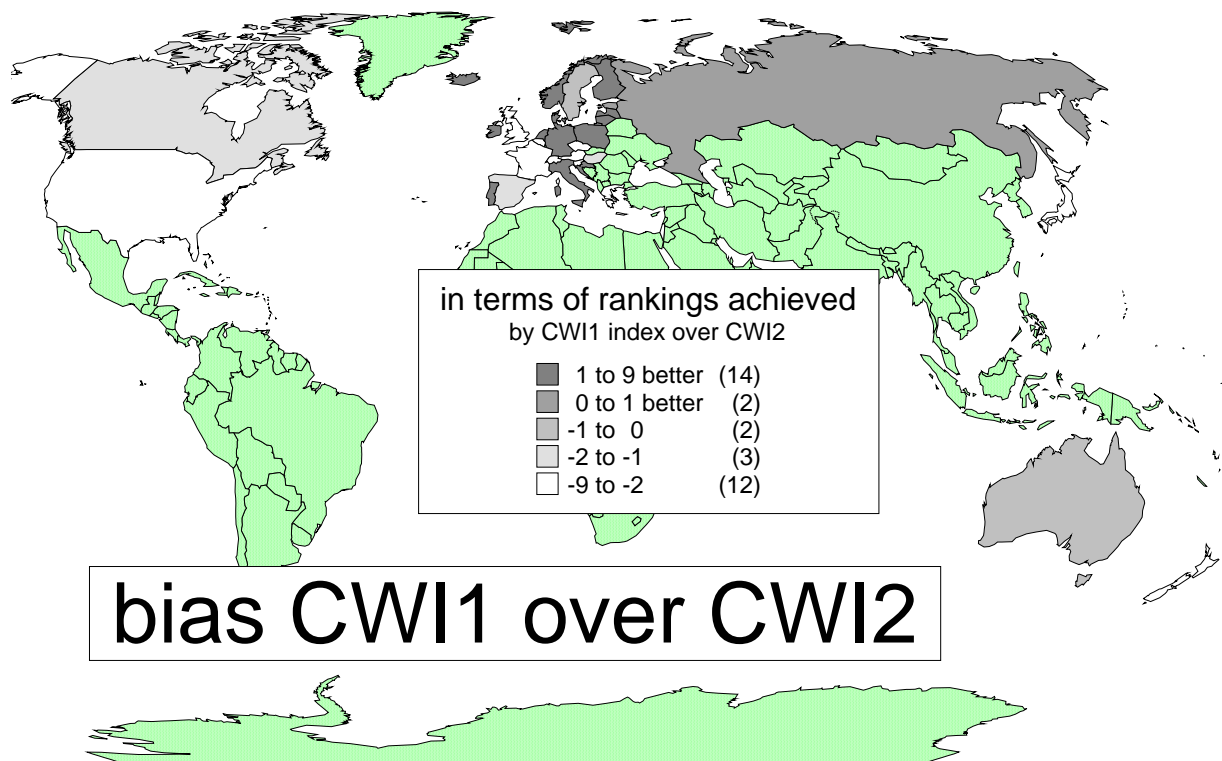 in terms of rankings achieved
by CWI1 index over CWI2
1 to 9 better (14)
0 to 1 better (2)
-1 to 0 (2)
-2 to -1 (3)
-9 to -2 (12)
bias CWI1 over CWI2